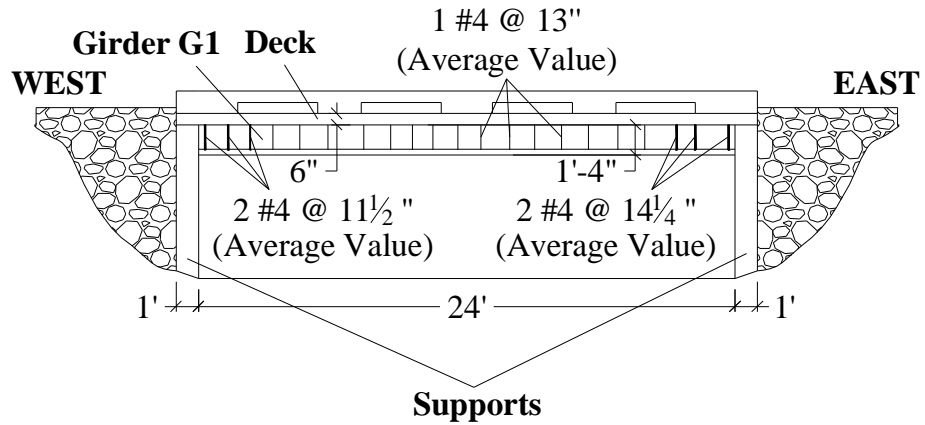 1 #4 @ 13"
(Average Value)
Girder G1
Deck
WEST
EAST
6"
1'-4"
2 #4 @ 11½ "
(Average Value)
2 #4 @ 14¼ "
(Average Value)
1'
24'
1'
Supports